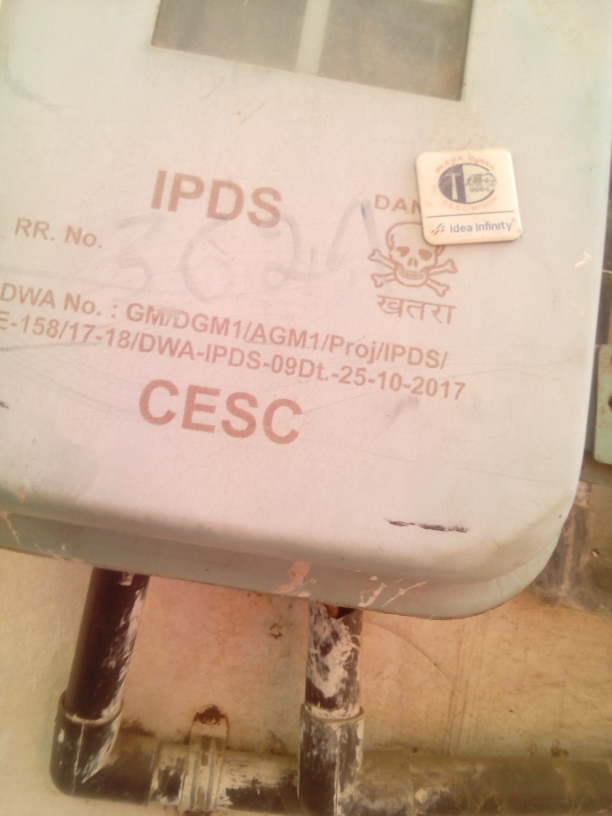 IPDS
DAN
RR. No.
Idea infinity
खतरा
DWA No. : GM/DGM1/AGM1/Proj/IPDS/
E-158/17-18/DWA-IPDS-09Dt.-25-10-2017
CESC